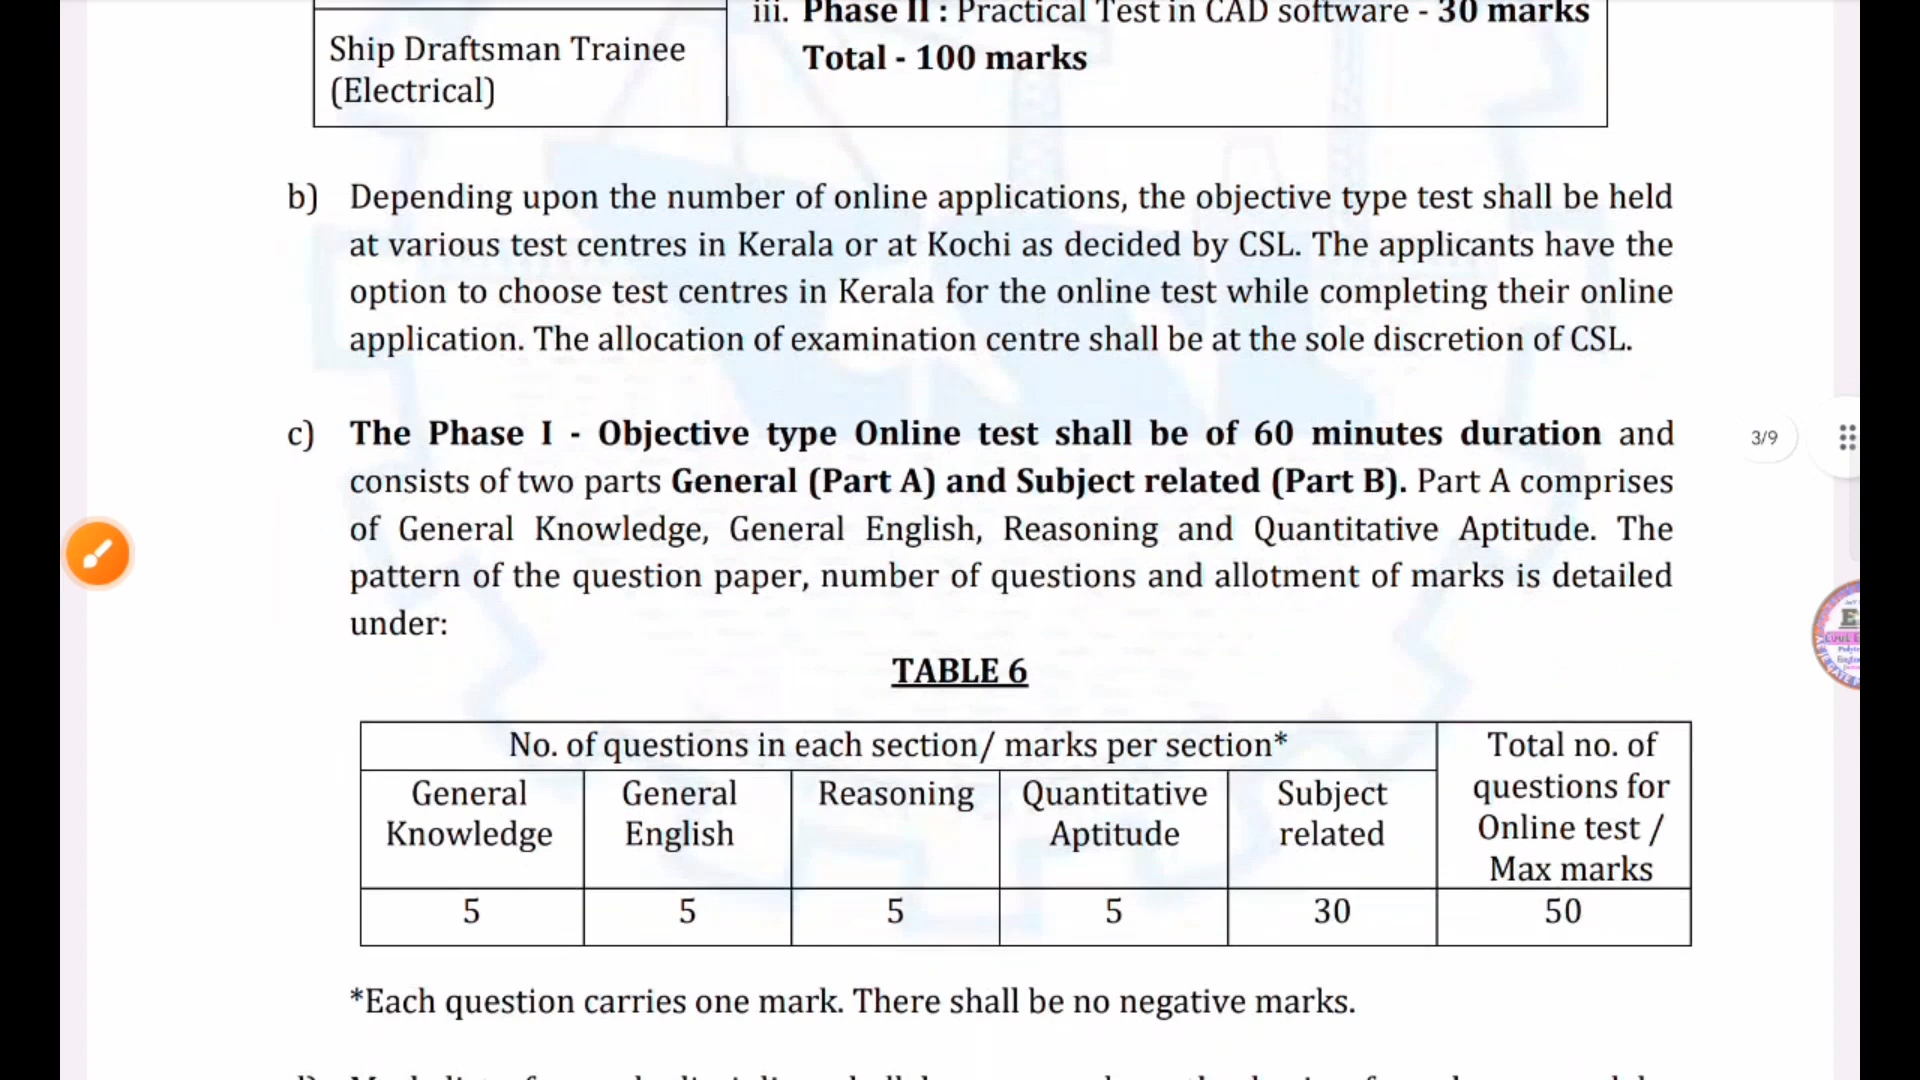 iii. Phase II : Practical Test in CAD software - 30 marks
Ship Draftsman Trainee
(Electrical)
Total - 100 marks
b) Depending upon the number of online applications, the objective type test shall be held
at various test centres in Kerala or at Kochi as decided by CSL. The applicants have the
option to choose test centres in Kerala for the online test while completing their online
application. The allocation of examination centre shall be at the sole discretion of CSL.
c) The Phase I - Objective type Online test shall be of 60 minutes duration and
consists of two parts General (Part A) and Subject related (Part B). Part A comprises
of General Knowledge, General English, Reasoning and Quantitative Aptitude. The
pattern of the question paper, number of questions and allotment of marks is detailed
under:
3/9
TABLE 6
No. of questions in each section/ marks per section*
Total no. of
questions for
Online test /
Max marks
General
Knowledge
General
English
Reasoning
Quantitative
Aptitude
Subject
related
5 5 5 5 30 50
*Each question carries one mark. There shall be no negative marks.